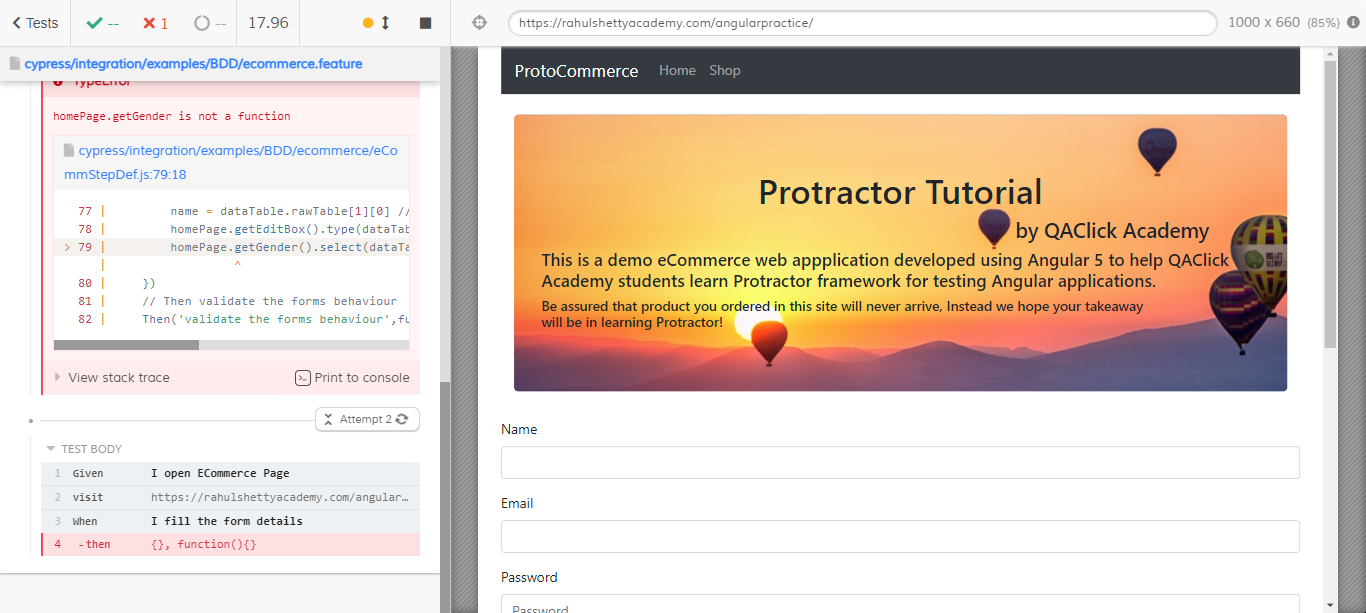 Tests
--
1
--
17.96
https://rahulshettyacademy.com/angularpractice/
1000 x 660 (85%)
cypress/integration/examples/BDD/ecommerce.feature
TypeError
homePage.getGender is not a function
cypress/integration/examples/BDD/ecommerce/eCo
mmStepDef.js:79:18
77 | name = dataTable.rawTable[1][0] //
78 | homePage.getEditBox().type(dataTab
> 79 | homePage.getGender().select(dataTa
| ^
80 | })
81 | // Then validate the forms behaviour
82 | Then('validate the forms behaviour',fu
View stack trace
Print to console
Attempt 2
TEST BODY
1 Given I open ECommerce Page
2 visit https://rahulshettyacademy.com/angular…
3 When I fill the form details
4 -then {}, function(){}
ProtoCommerce Home Shop
Protractor Tutorial
by QAClick Academy
This is a demo eCommerce web appplication developed using Angular 5 to help QAClick
Academy students learn Protractor framework for testing Angular applications.
Be assured that product you ordered in this site will never arrive, Instead we hope your takeaway
will be in learning Protractor!
Name
Email
Password
Password